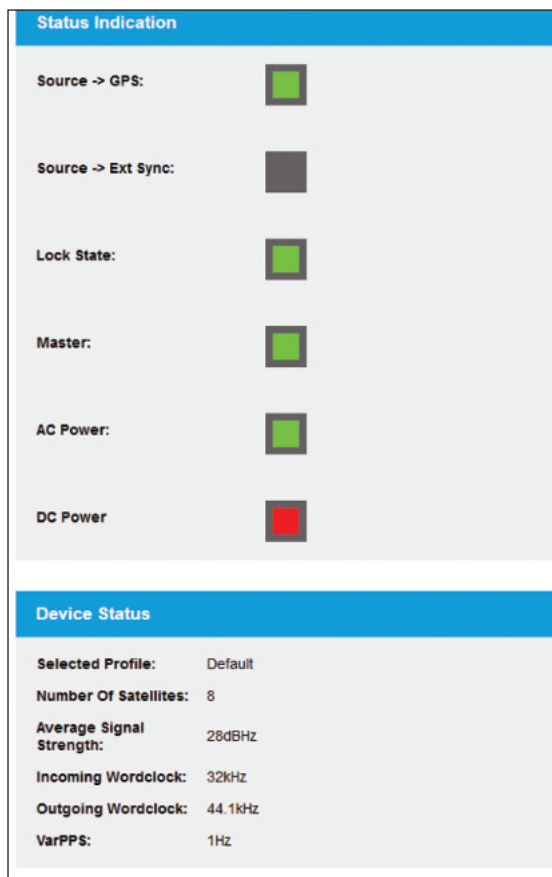 Status Indication
Source -> GPS:
Source -> Ext Sync:
Lock State:
Master:
AC Power:
DC Power
Device Status
Selected Profile: Default
Number Of Satellites: 8
Average Signal
Strength: 28dBHz
Incoming Wordclock: 32kHz
Outgoing Wordclock: 44.1kHz
VarPPS: 1Hz